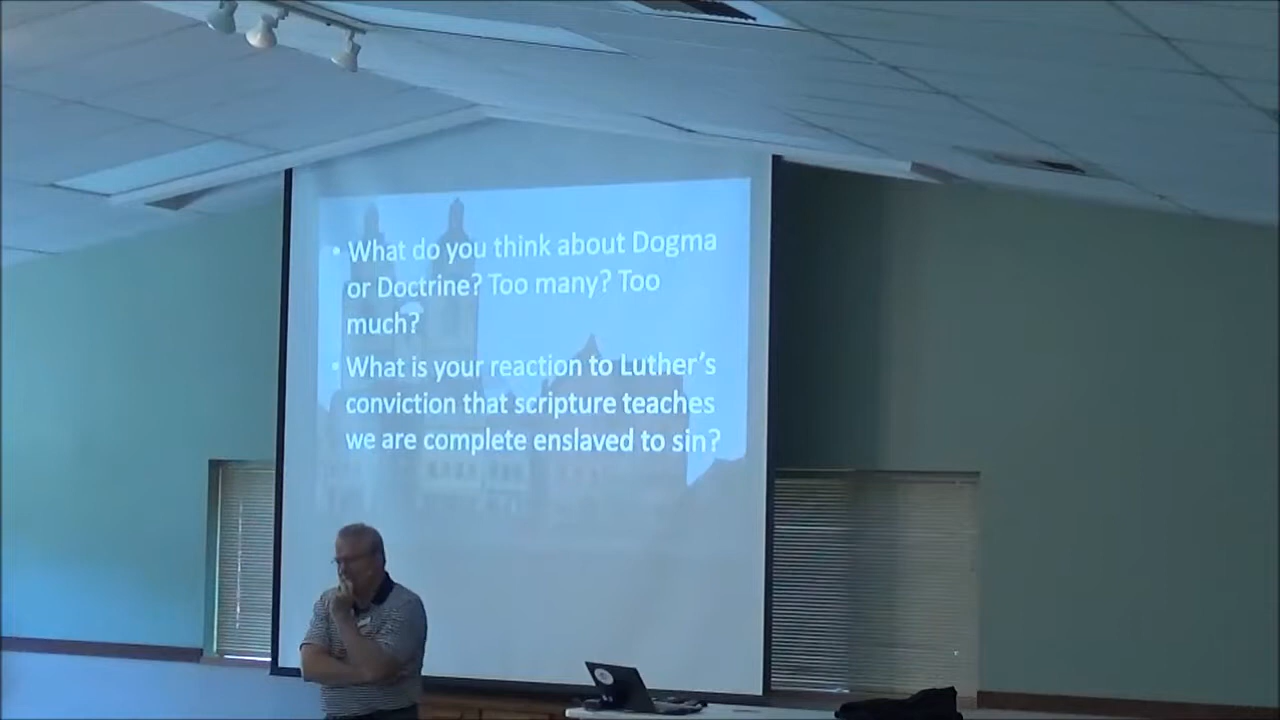 • What do you think about Dogma
or Doctrine? Too many? Too
much?
• What is your reaction to Luther's
conviction that scripture teaches
we are complete enslaved to sin?